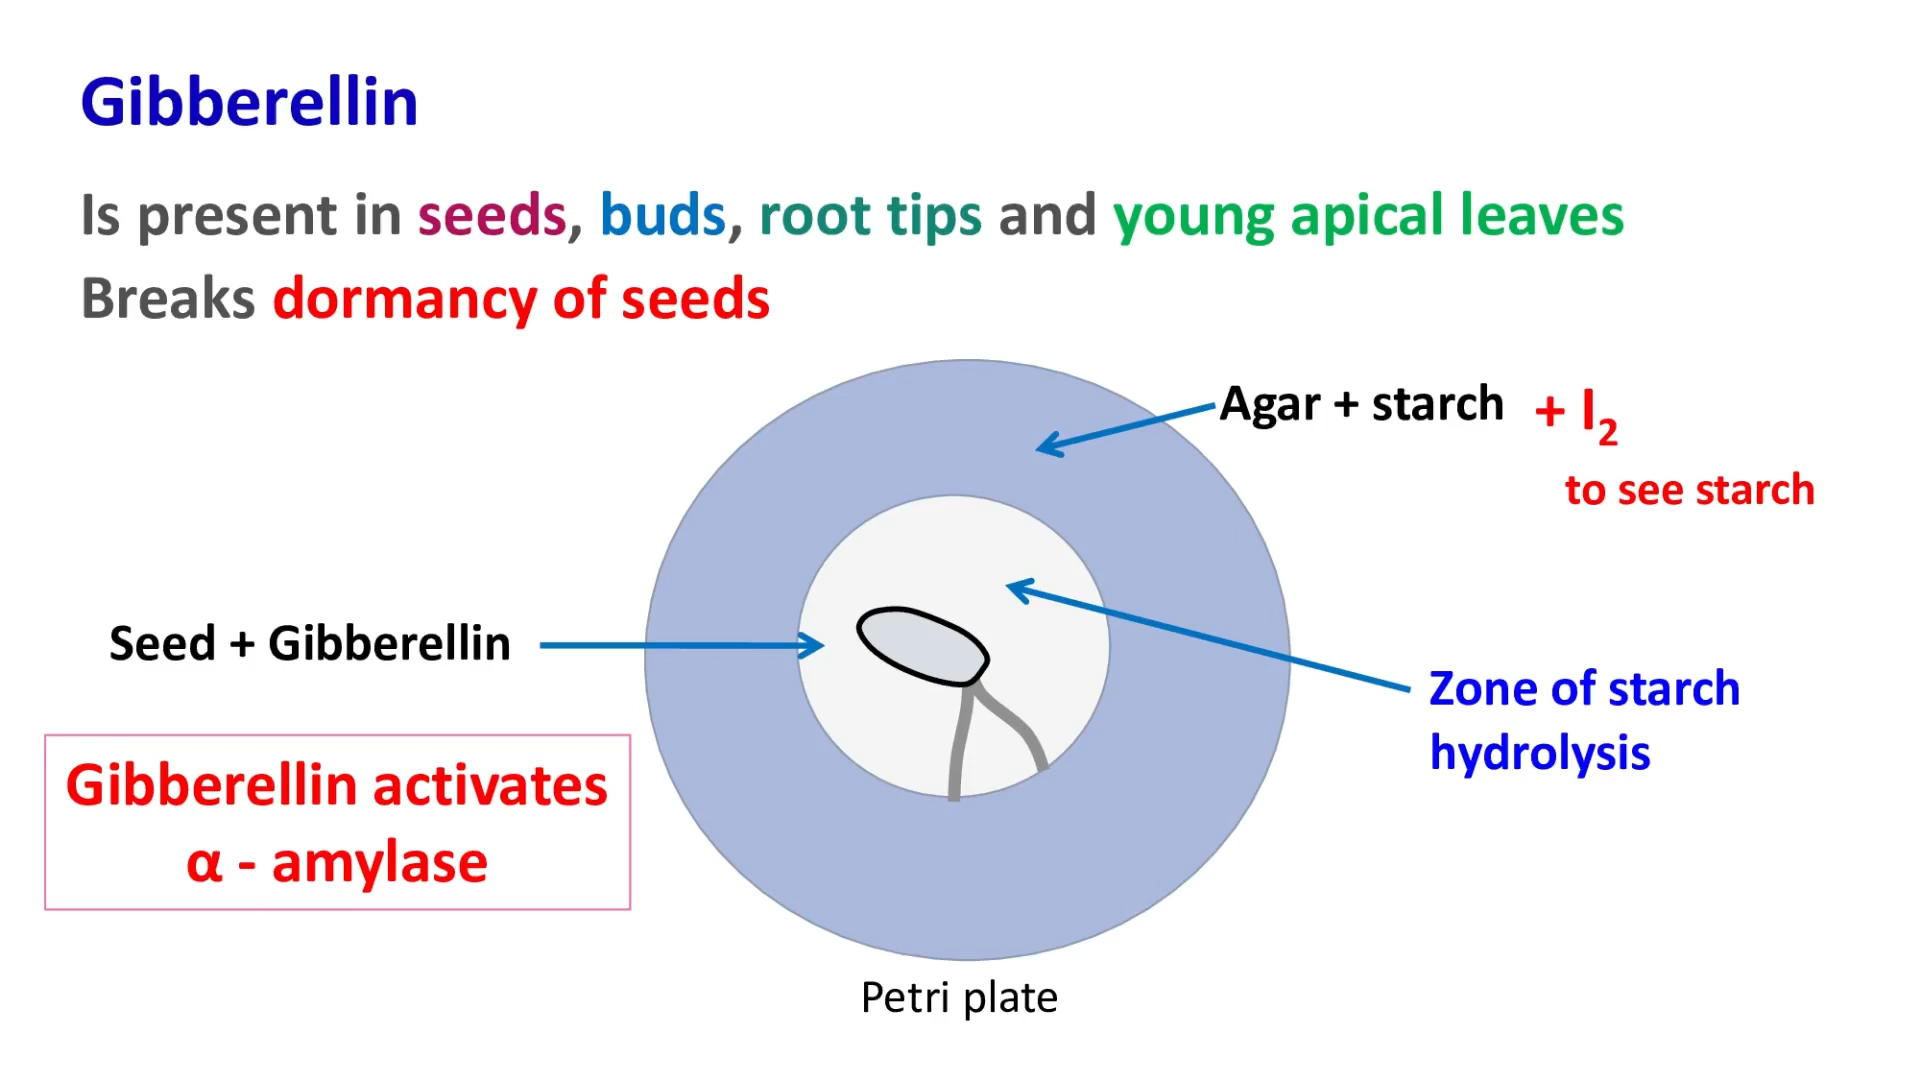 Gibberellin
Is present in seeds, buds, root tips and young apical leaves
Breaks dormancy of seeds
Agar + starch + I₂
to see starch
Seed + Gibberellin
Zone of starch
hydrolysis
Gibberellin activates
α - amylase
Petri plate